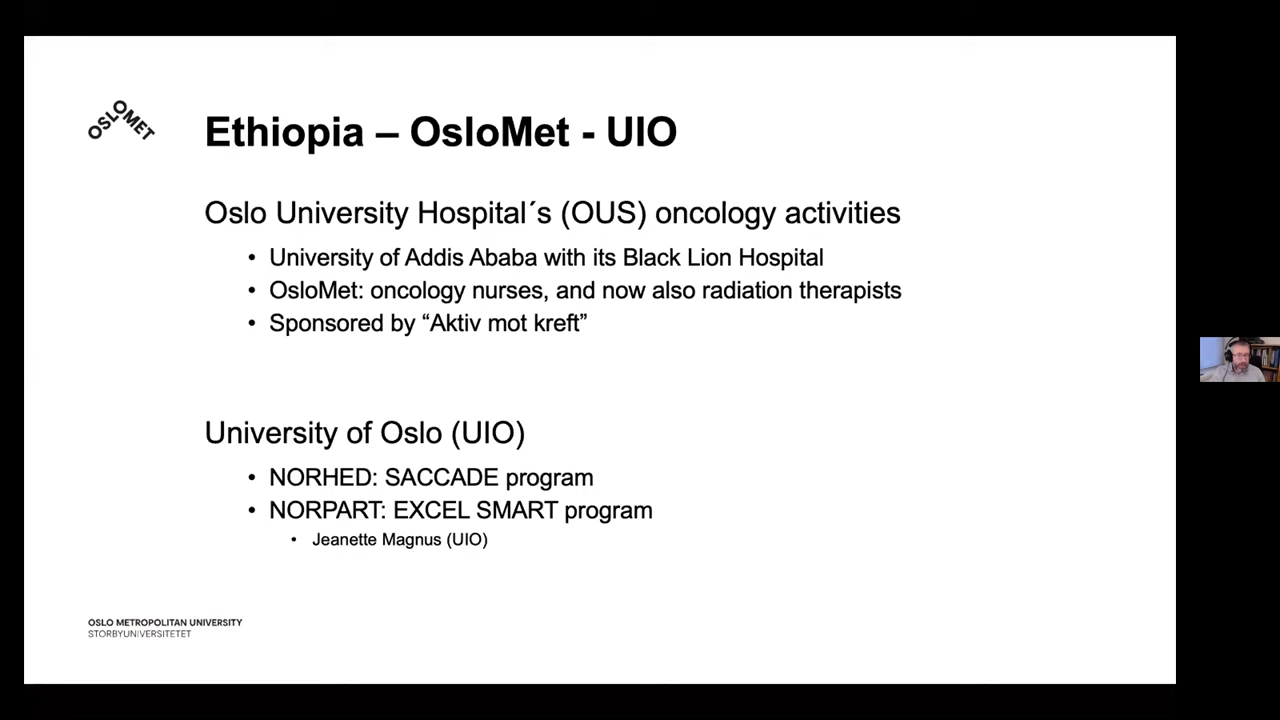 OSLOMET
Ethiopia – OsloMet - UIO
Oslo University Hospital´s (OUS) oncology activities
• University of Addis Ababa with its Black Lion Hospital
• OsloMet: oncology nurses, and now also radiation therapists
• Sponsored by “Aktiv mot kreft”
University of Oslo (UIO)
• NORHED: SACCADE program
• NORPART: EXCEL SMART program
• Jeanette Magnus (UIO)
OSLO METROPOLITAN UNIVERSITY
STORBYUNIVERSITETET